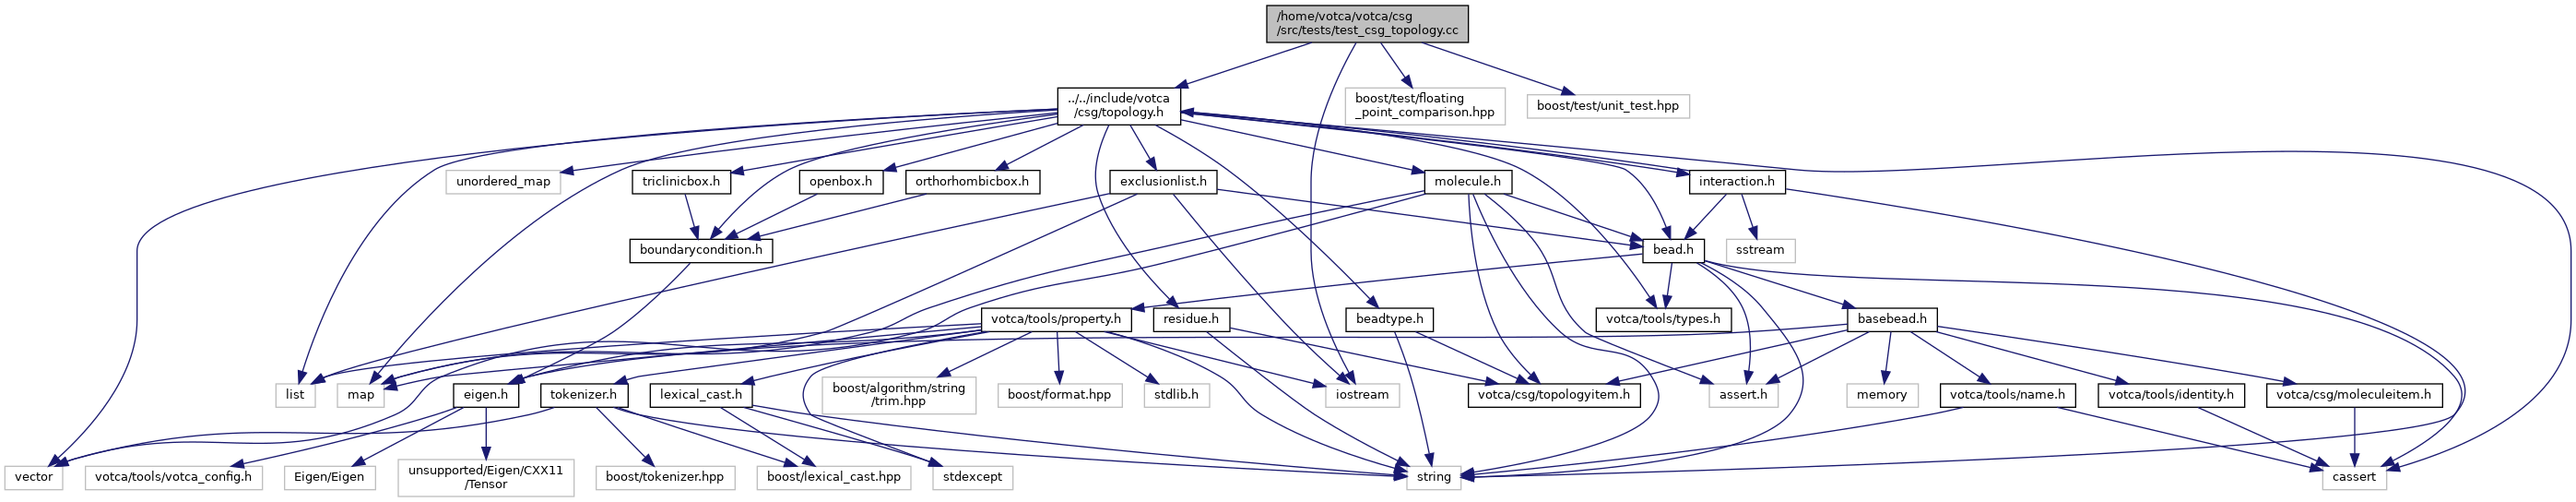 /home/votca/votca/csg
/src/tests/test_csg_topology.cc
../../include/votca
/csg/topology.h
boost/test/floating
_point_comparison.hpp
boost/test/unit_test.hpp
unordered_map
triclinicbox.h
openbox.h
orthorhombicbox.h
exclusionlist.h
molecule.h
interaction.h
boundarycondition.h
bead.h
sstream
votca/tools/property.h
residue.h
beadtype.h
votca/tools/types.h
basebead.h
list
map
eigen.h
tokenizer.h
lexical_cast.h
boost/algorithm/string
/trim.hpp
boost/format.hpp
stdlib.h
iostream
votca/csg/topologyitem.h
assert.h
memory
votca/tools/name.h
votca/tools/identity.h
votca/csg/moleculeitem.h
vector
votca/tools/votca_config.h
Eigen/Eigen
unsupported/Eigen/CXX11
/Tensor
boost/tokenizer.hpp
boost/lexical_cast.hpp
stdexcept
string
cassert